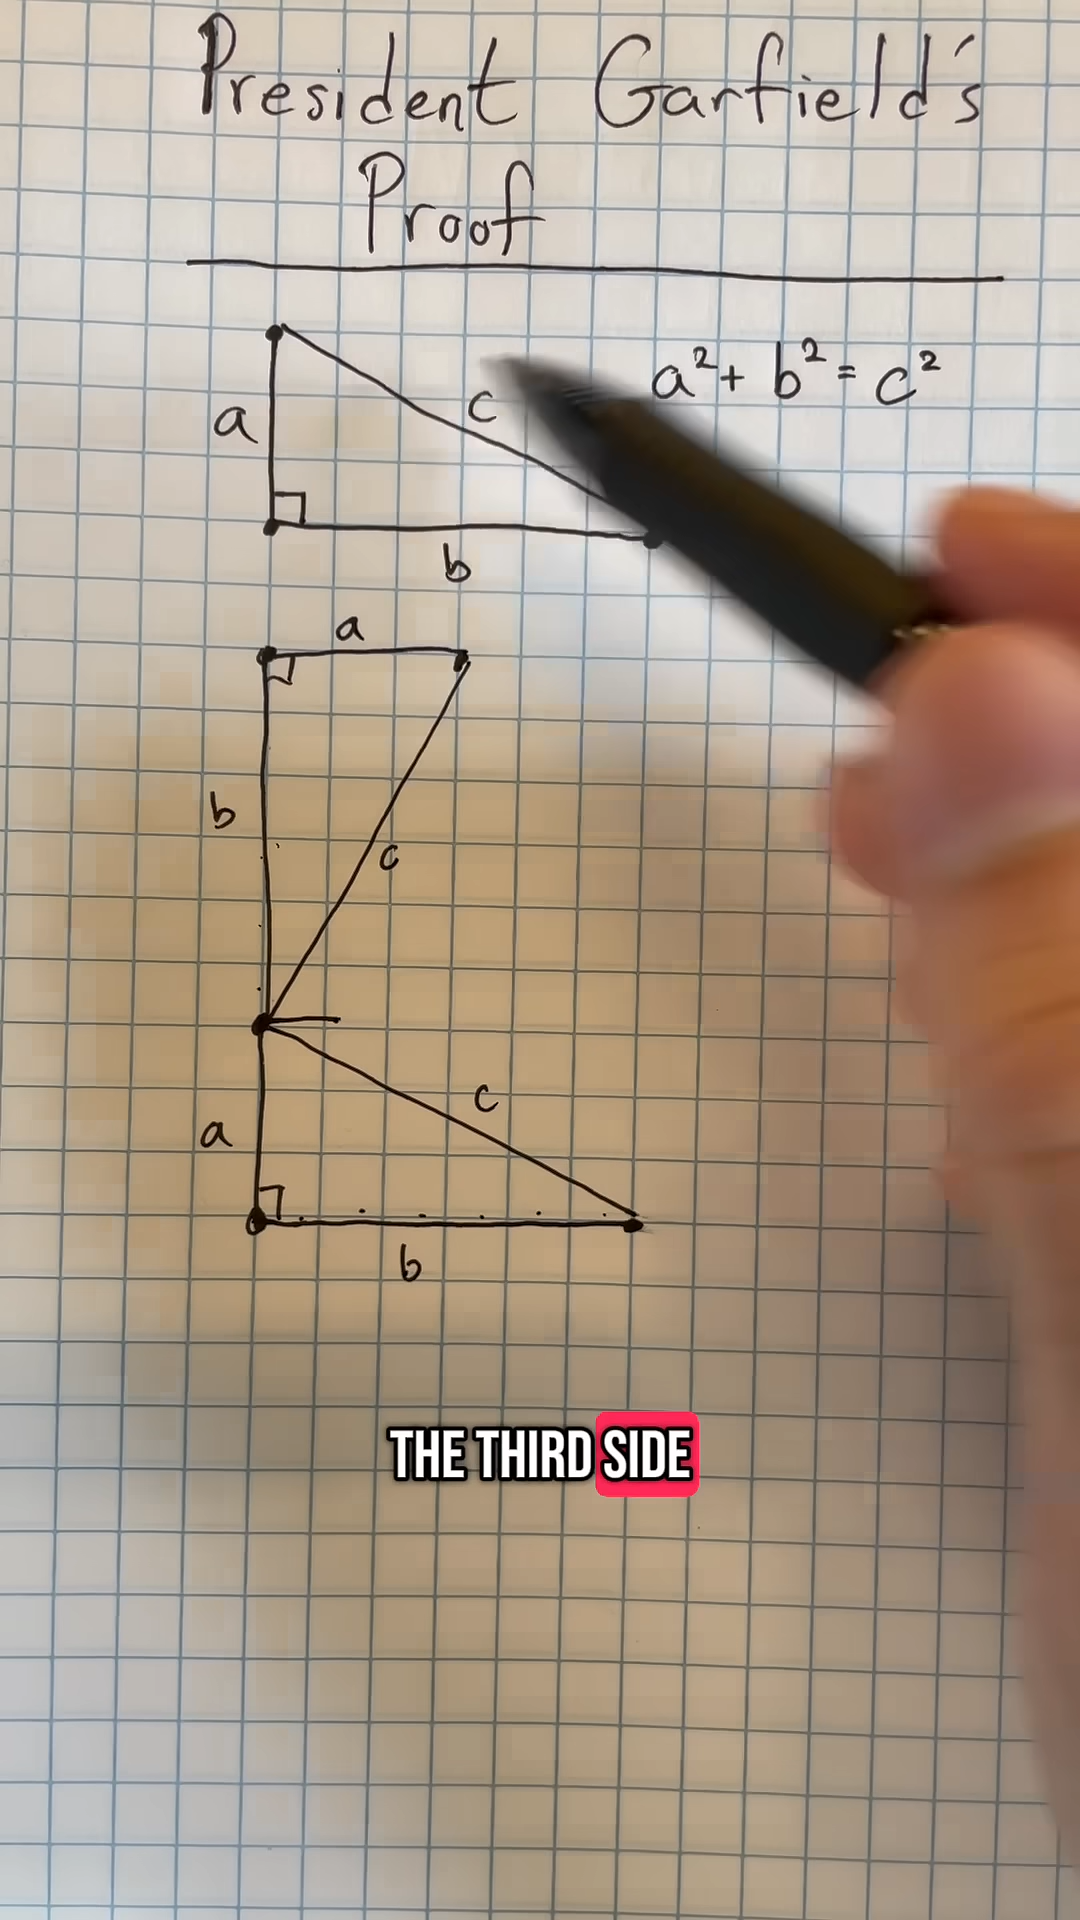 President Garfield's
Proof
a
c
a² + b² = c²
b
a
b
c
c
a
b
THE THIRD SIDE